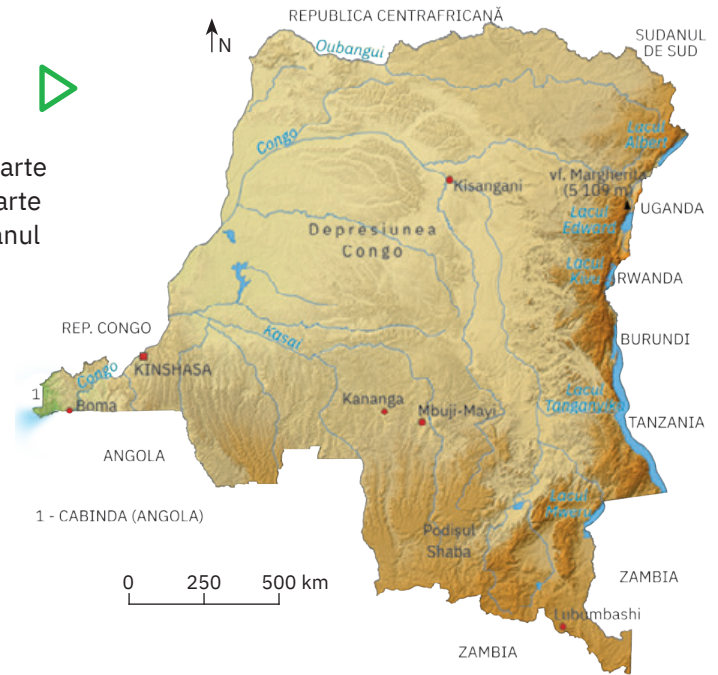 arte
arte
anul
REPUBLICA CENTRAFRICANĂ
N
Oubangui
SUDANUL
DE SUD
Congo
Lacul
Albert
Kisangani
vf. Margherita
(5 109 m)
UGANDA
Lacul
Edward
Depresiunea
Congo
Lacul
Kivu
RWANDA
REP. CONGO
Kasai
BURUNDI
Congo
KINSHASA
1
Boma
Kananga
Mbuji-Mayi
Lacul
Tanganyika
TANZANIA
ANGOLA
1 - CABINDA (ANGOLA)
Lacul
Mweru
Podișul
Shaba
0 250 500 km
ZAMBIA
Lubumbashi
ZAMBIA